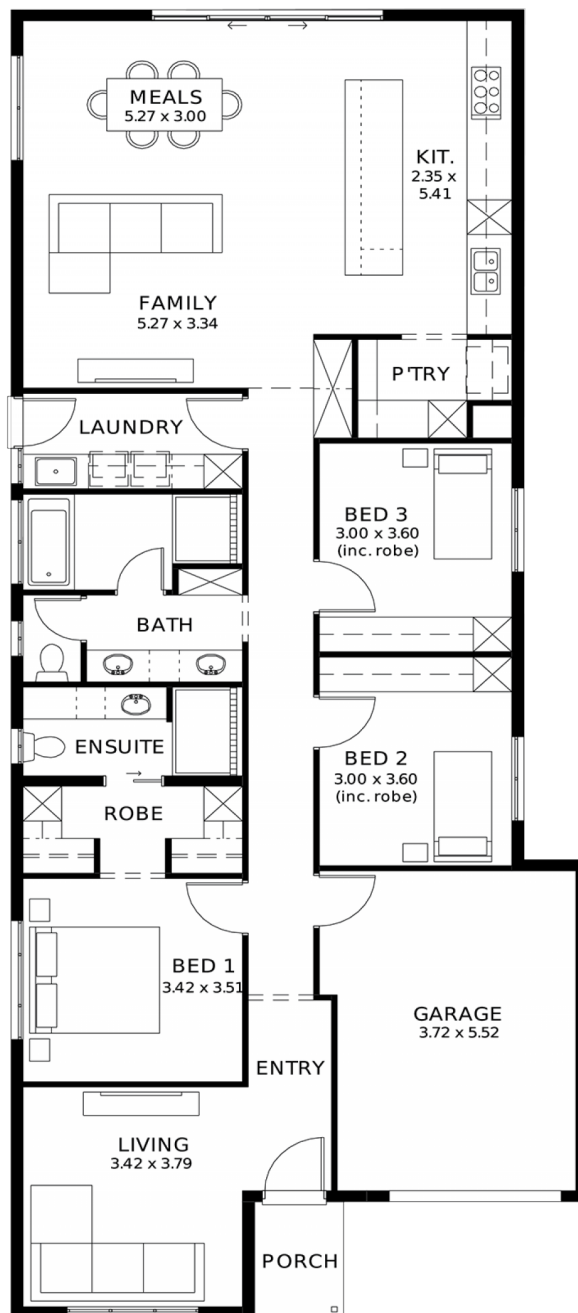 MEALS
5.27 x 3.00
KIT.
2.35 x
5.41
FAMILY
5.27 x 3.34
P'TRY
LAUNDRY
BED 3
3.00 x 3.60
(inc. robe)
BATH
ENSUITE
BED 2
3.00 x 3.60
(inc. robe)
ROBE
BED 1
3.42 x 3.51
GARAGE
3.72 x 5.52
ENTRY
LIVING
3.42 x 3.79
PORCH